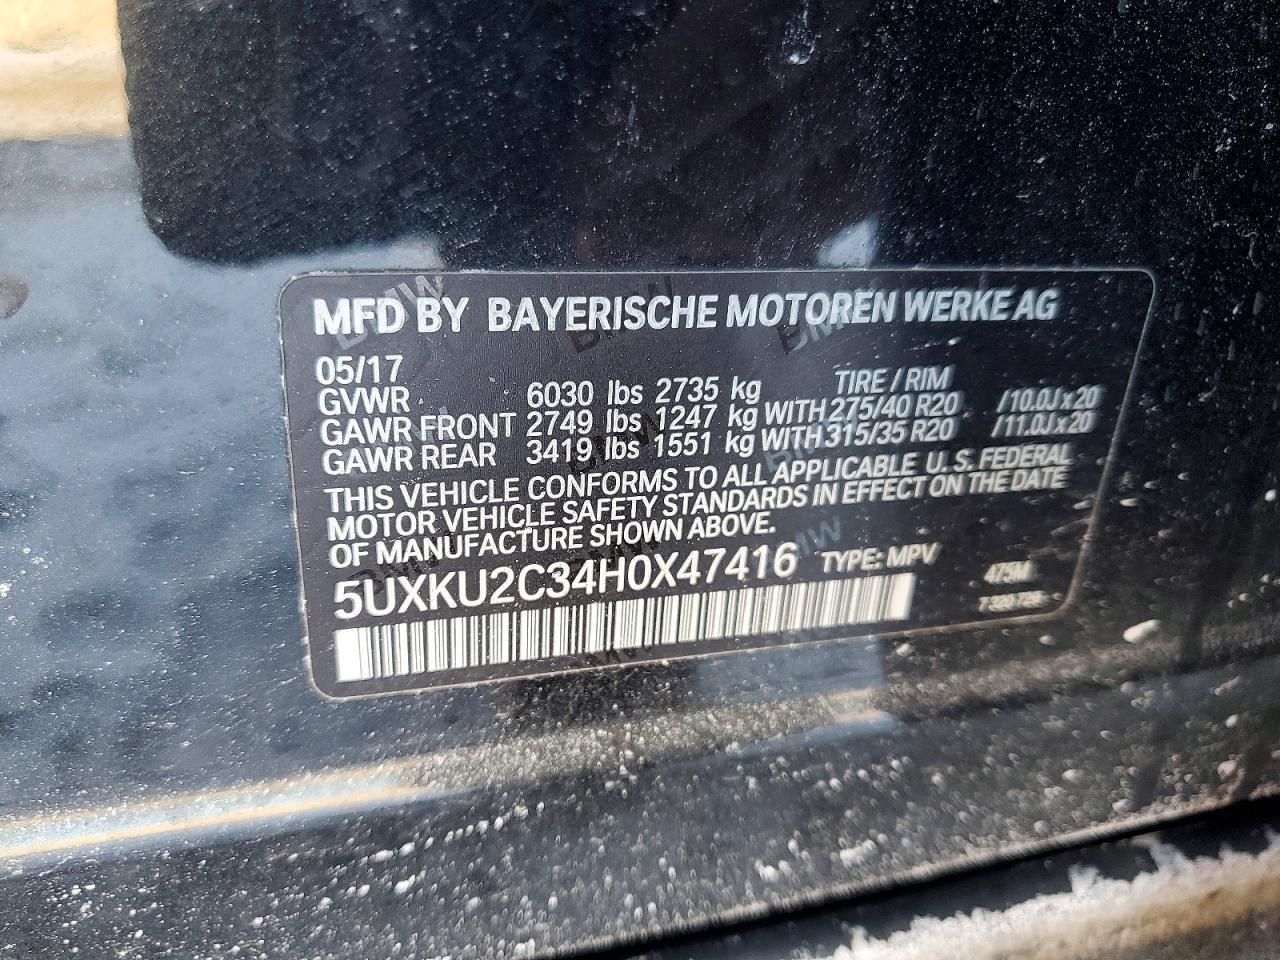 MFD BY BAYERISCHE MOTOREN WERKE AG
05/17
TIRE / RIM
GVWR 6030 lbs 2735 kg
GAWR FRONT 2749 lbs 1247 kg WITH 275/40 R20 /10.0J x 20
GAWR REAR 3419 lbs 1551 kg WITH 315/35 R20 /11.0J x 20
THIS VEHICLE CONFORMS TO ALL APPLICABLE U.S. FEDERAL
MOTOR VEHICLE SAFETY STANDARDS IN EFFECT ON THE DATE
OF MANUFACTURE SHOWN ABOVE.
5UXKU2C34H0X47416 TYPE: MPV 475M